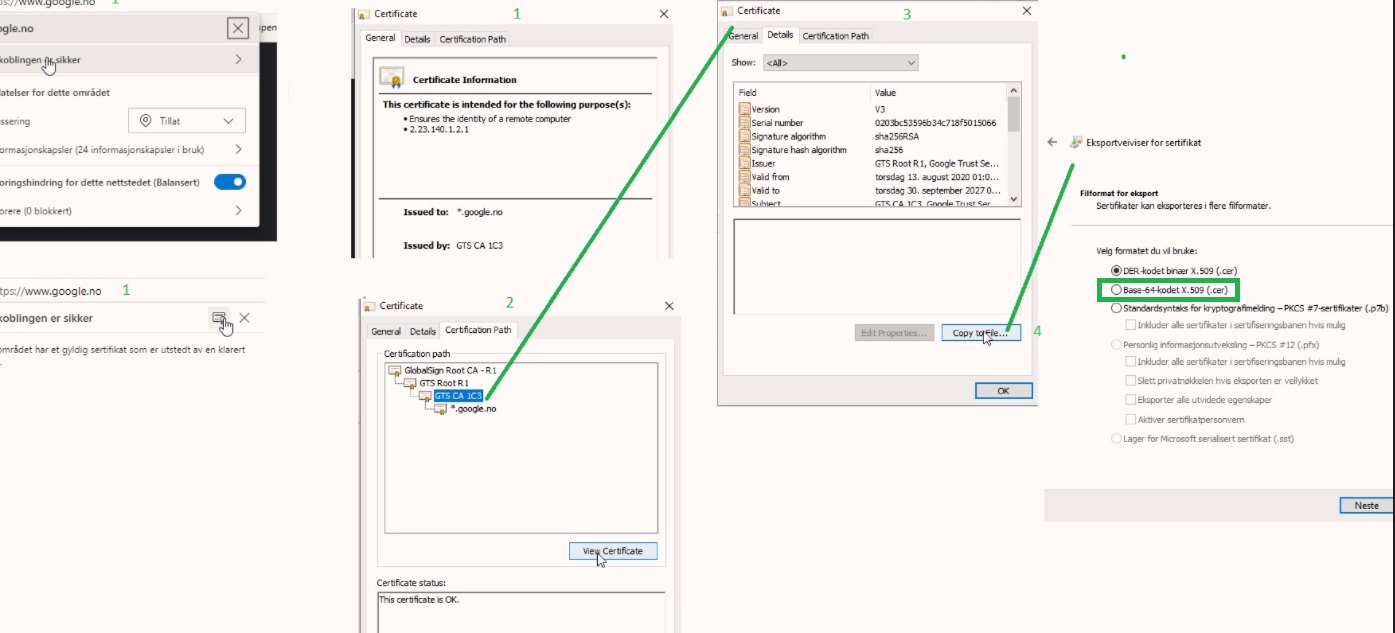 ps://www.google.no 1
ogle.no
koblingen er sikker
latelser for dette området
assering
Tillat
ormasjonskapsler (24 informasjonskapsler i bruk)
oringshindring for dette nettstedet (Balansert)
orere (0 blokkert)
pen
tps://www.google.no 1
koblingen er sikker
området har et gyldig sertifikat som er utstedt av en klarert
Certificate 1
General Details Certification Path
Certificate Information
This certificate is intended for the following purpose(s):
• Ensures the identity of a remote computer
• 2.23.140.1.2.1
Issued to: *.google.no
Issued by: GTS CA 1C3
Certificate 2
General Details Certification Path
Certification path
GlobalSign Root CA - R1
GTS Root R1
GTS CA 1C3
*.google.no
View Certificate
Certificate status:
This certificate is OK.
Certificate 3
General Details Certification Path
Show: <All>
Field Value
Version V3
Serial number 0203bc53596b34c718f5015066
Signature algorithm sha256RSA
Signature hash algorithm sha256
Issuer GTS Root R1, Google Trust Se...
Valid from torsdag 13. august 2020 01:0...
Valid to torsdag 30. september 2027 0...
Subject GTS CA 1C3, Google Trust Ser
Edit Properties... Copy to File... 4
OK
Eksportveiviser for sertifikat
Filformat for eksport
Sertifikater kan eksporteres i flere filformater.
Velg formatet du vil bruke:
DER-kodet binær X.509 (.cer)
Base-64-kodet X.509 (.cer)
Standardsyntaks for kryptografimelding – PKCS #7-sertifikater (.p7b)
Inkluder alle sertifikater i sertifiseringsbanen hvis mulig
Personlig informasjonsutveksling – PKCS #12 (.pfx)
Inkluder alle sertifikater i sertifiseringsbanen hvis mulig
Slett privatnøkkelen hvis eksporten er vellykket
Eksporter alle utvidede egenskaper
Aktiver sertifikatpersonvern
Lager for Microsoft serialisert sertifikat (.sst)
Neste